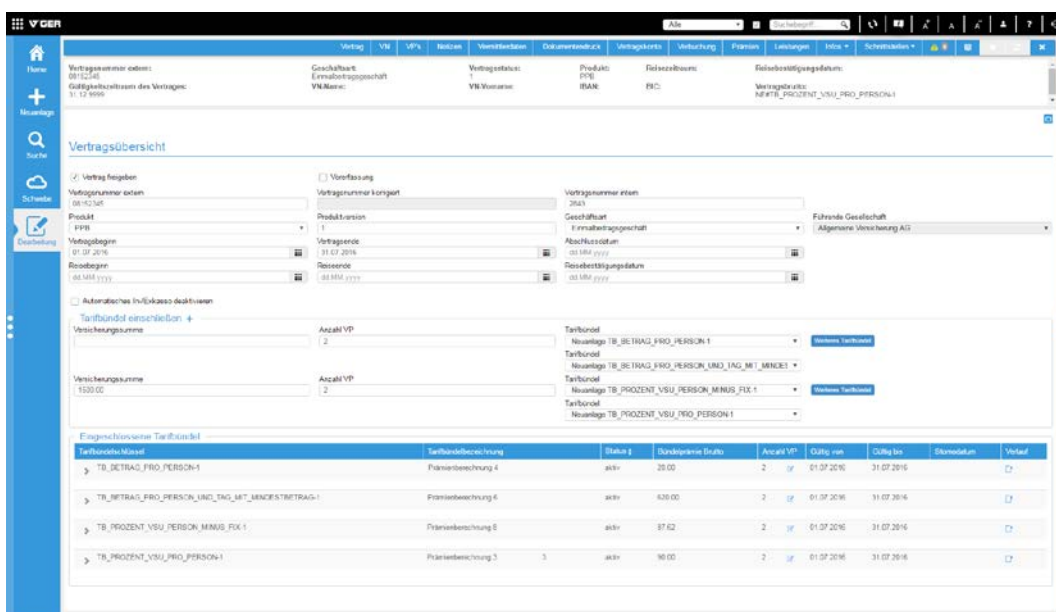 V'GER Alle Suchbegriff
Vertrag VN VP's Notizen Vermittlerdaten Dokumentendruck Vertragskonto Verbuchung Prämien Leistungen Infos Schnittstellen
Home
Neuanlage
Suche
Schwebe
Bearbeitung
Vertragsnummer extern: Geschäftsart: Vertragsstatus: Produkt: Reisezeitraum: Reisebestätigungsdatum:
08152345 Einmalbeitragsgeschäft 1 PPB
Gültigkeitszeitraum des Vertrages: VN-Name: VN-Vorname: IBAN: BIC: Vertragsbrutto:
31.12.9999 NE#TB_PROZENT_VSU_PRO_PERSON-1
Vertragsübersicht
Vertrag freigeben Vorerfassung
Vertragsnummer extern Vertragsnummer korrigiert Vertragsnummer intern
08152345 2843
Produkt Produktversion Geschäftsart Führende Gesellschaft
PPB 1 Einmalbeitragsgeschäft Allgemeine Versicherung AG
Vertragsbeginn Vertragsende Abschlussdatum
01.07.2016 31.07.2016 dd.MM.yyyy
Reisebeginn Reiseende Reisebestätigungsdatum
dd.MM.yyyy dd.MM.yyyy dd.MM.yyyy
Automatisches In-/Exkasso deaktivieren
Tarifbündel einschließen +
Versicherungssumme Anzahl VP Tarifbündel
2 Neuanlage TB_BETRAG_PRO_PERSON-1 Weiteres Tarifbündel
Tarifbündel
Neuanlage TB_BETRAG_PRO_PERSON_UND_TAG_MIT_MINDES
Versicherungssumme Anzahl VP Tarifbündel
1500.00 2 Neuanlage TB_PROZENT_VSU_PERSON_MINUS_FIX-1 Weiteres Tarifbündel
Tarifbündel
Neuanlage TB_PROZENT_VSU_PRO_PERSON-1
Eingeschlossene Tarifbündel
Tarifbündelschlüssel Tarifbündelbezeichnung Status Bündelprämie Brutto Anzahl VP Gültig von Gültig bis Stornodatum Verlauf
TB_BETRAG_PRO_PERSON-1 Prämienberechnung 4 aktiv 20.00 2 01.07.2016 31.07.2016
TB_BETRAG_PRO_PERSON_UND_TAG_MIT_MINDESTBETRAG-1 Prämienberechnung 6 aktiv 620.00 2 01.07.2016 31.07.2016
TB_PROZENT_VSU_PERSON_MINUS_FIX-1 Prämienberechnung 8 aktiv 87.62 2 01.07.2016 31.07.2016
TB_PROZENT_VSU_PRO_PERSON-1 Prämienberechnung 3 3 aktiv 90.00 2 01.07.2016 31.07.2016